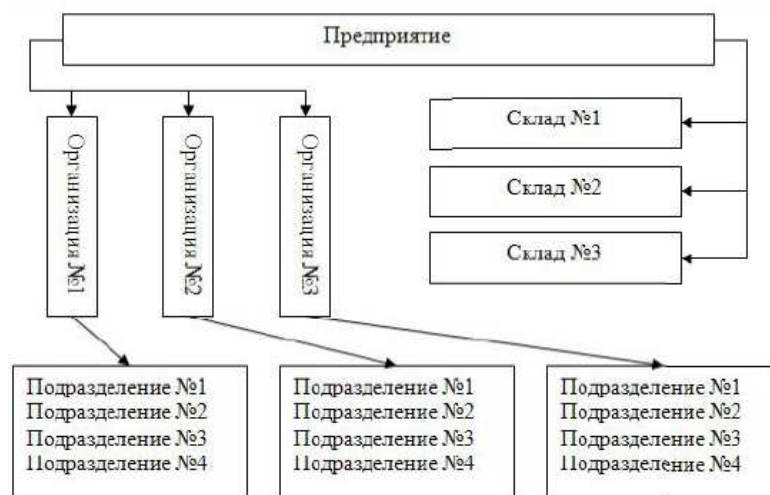 Предприятие
Организация №1
Организация №2
Организация №3
Склад №1
Склад №2
Склад №3
Подразделение №1
Подразделение №2
Подразделение №3
Подразделение №4
Подразделение №1
Подразделение №2
Подразделение №3
Подразделение №4
Подразделение №1
Подразделение №2
Подразделение №3
Подразделение №4